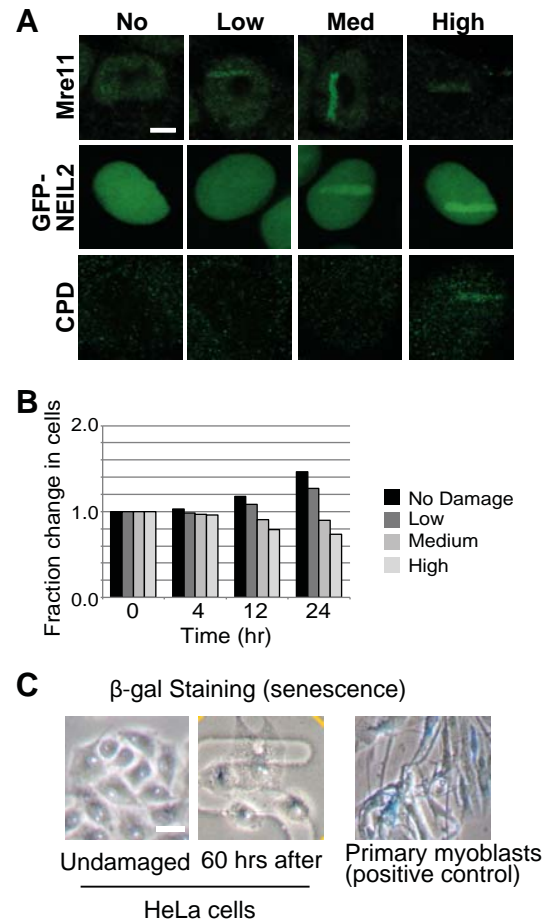 A
No Low Med High
Mre11
GFP-
NEIL2
CPD
B
Fraction change in cells
2.0
1.0
0.0
0 4 12 24
Time (hr)
No Damage
Low
Medium
High
C
β-gal Staining (senescence)
Undamaged 60 hrs after
HeLa cells
Primary myoblasts
(positive control)